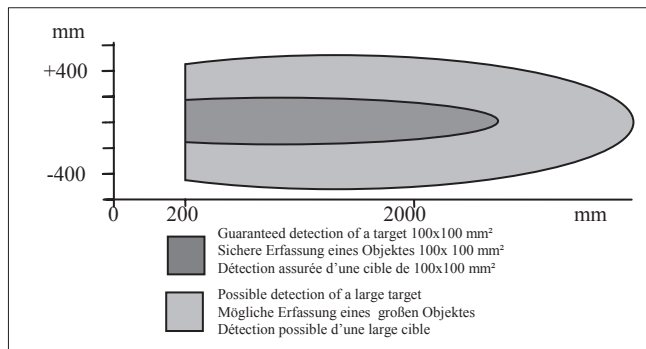 mm
+400
-400
0 200 2000 mm
Guaranteed detection of a target 100x100 mm²
Sichere Erfassung eines Objektes 100x 100 mm²
Détection assurée d’une cible de 100x100 mm²
Possible detection of a large target
Mögliche Erfassung eines großen Objektes
Détection possible d’une large cible